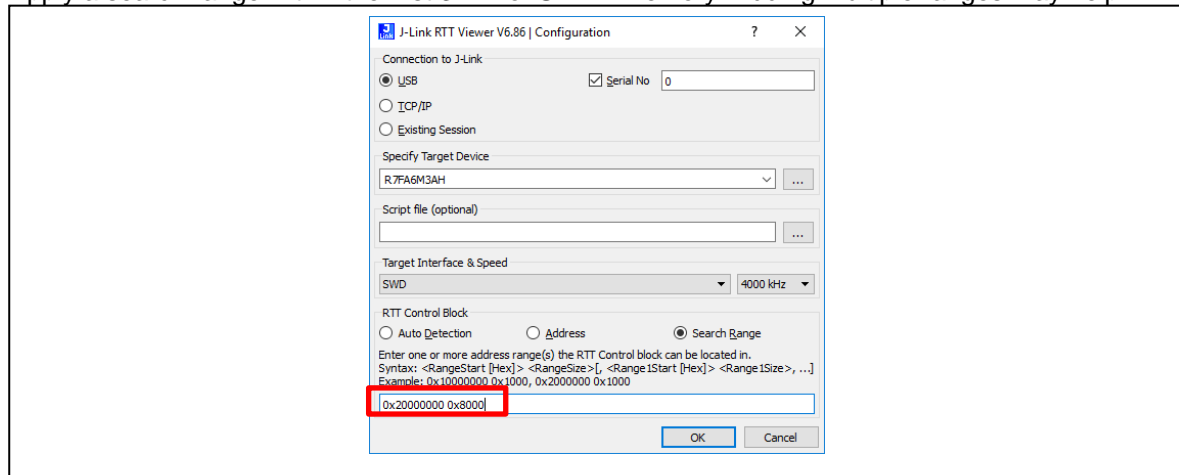 J-Link RTT Viewer V6.86 | Configuration ? ×
Connection to J-Link
USB Serial No 0
TCP/IP
Existing Session
Specify Target Device
R7FA6M3AH ...
Script file (optional)
...
Target Interface & Speed
SWD 4000 kHz
RTT Control Block
Auto Detection Address Search Range
Enter one or more address range(s) the RTT Control block can be located in.
Syntax: <RangeStart [Hex]> <RangeSize>[, <Range1Start [Hex]> <Range1Size>, ...]
Example: 0x10000000 0x1000, 0x2000000 0x1000
0x20000000 0x8000
OK Cancel